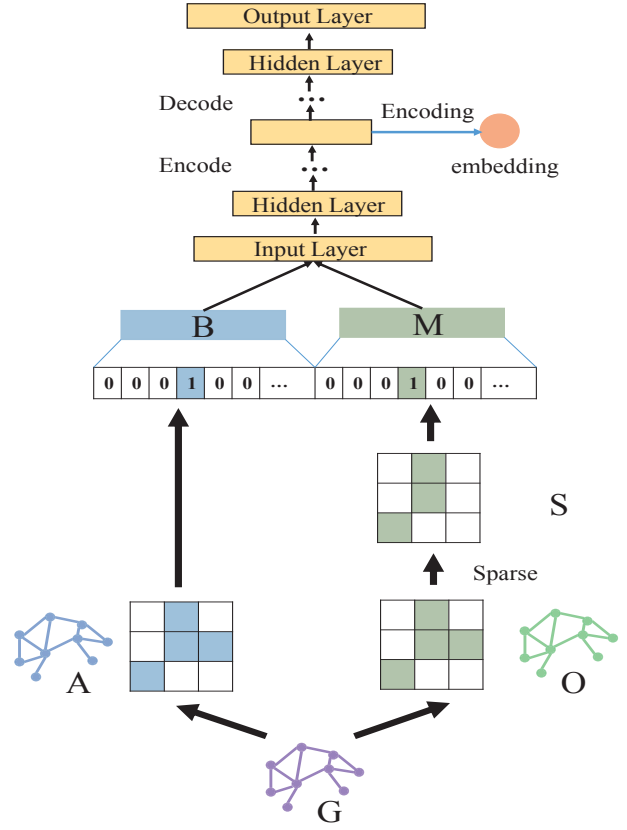 Output Layer
Hidden Layer
...
Decode
Encoding
Encode
embedding
...
Hidden Layer
Input Layer
B M
0 0 0 1 0 0 ... 0 0 0 1 0 0 ...
S
Sparse
A O
G